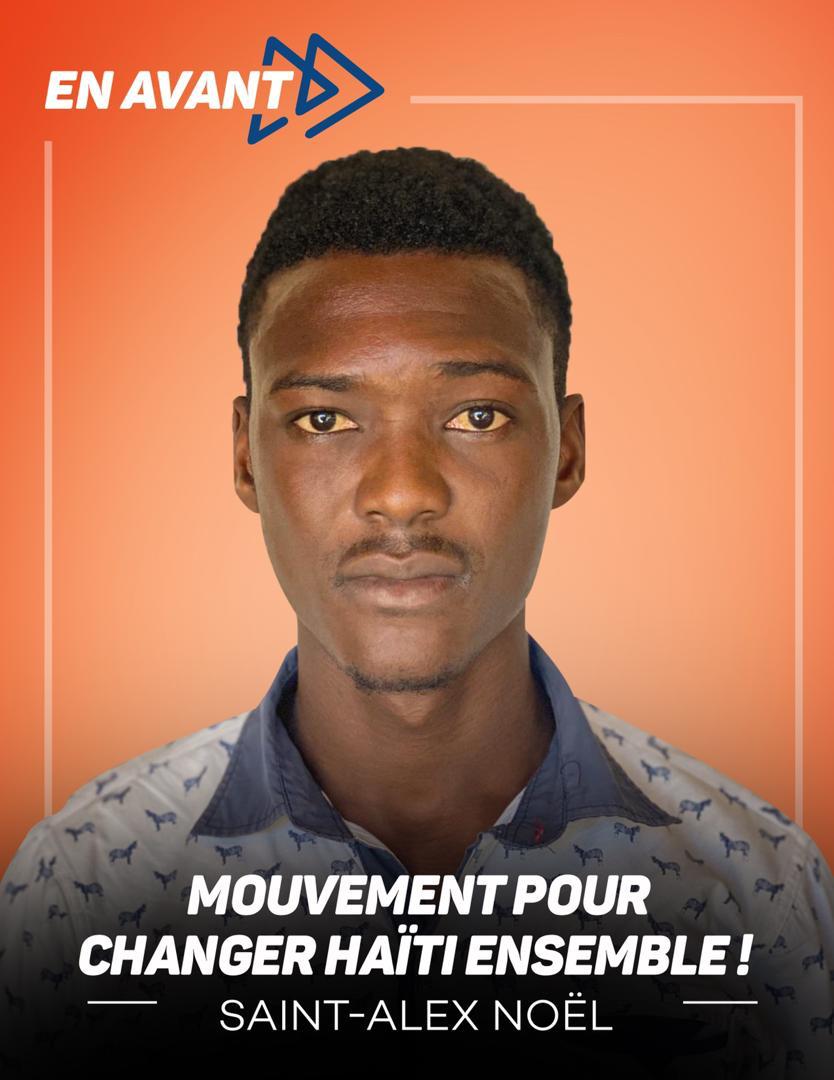 EN AVANT
MOUVEMENT POUR
CHANGER HAÏTI ENSEMBLE !
SAINT-ALEX NOËL